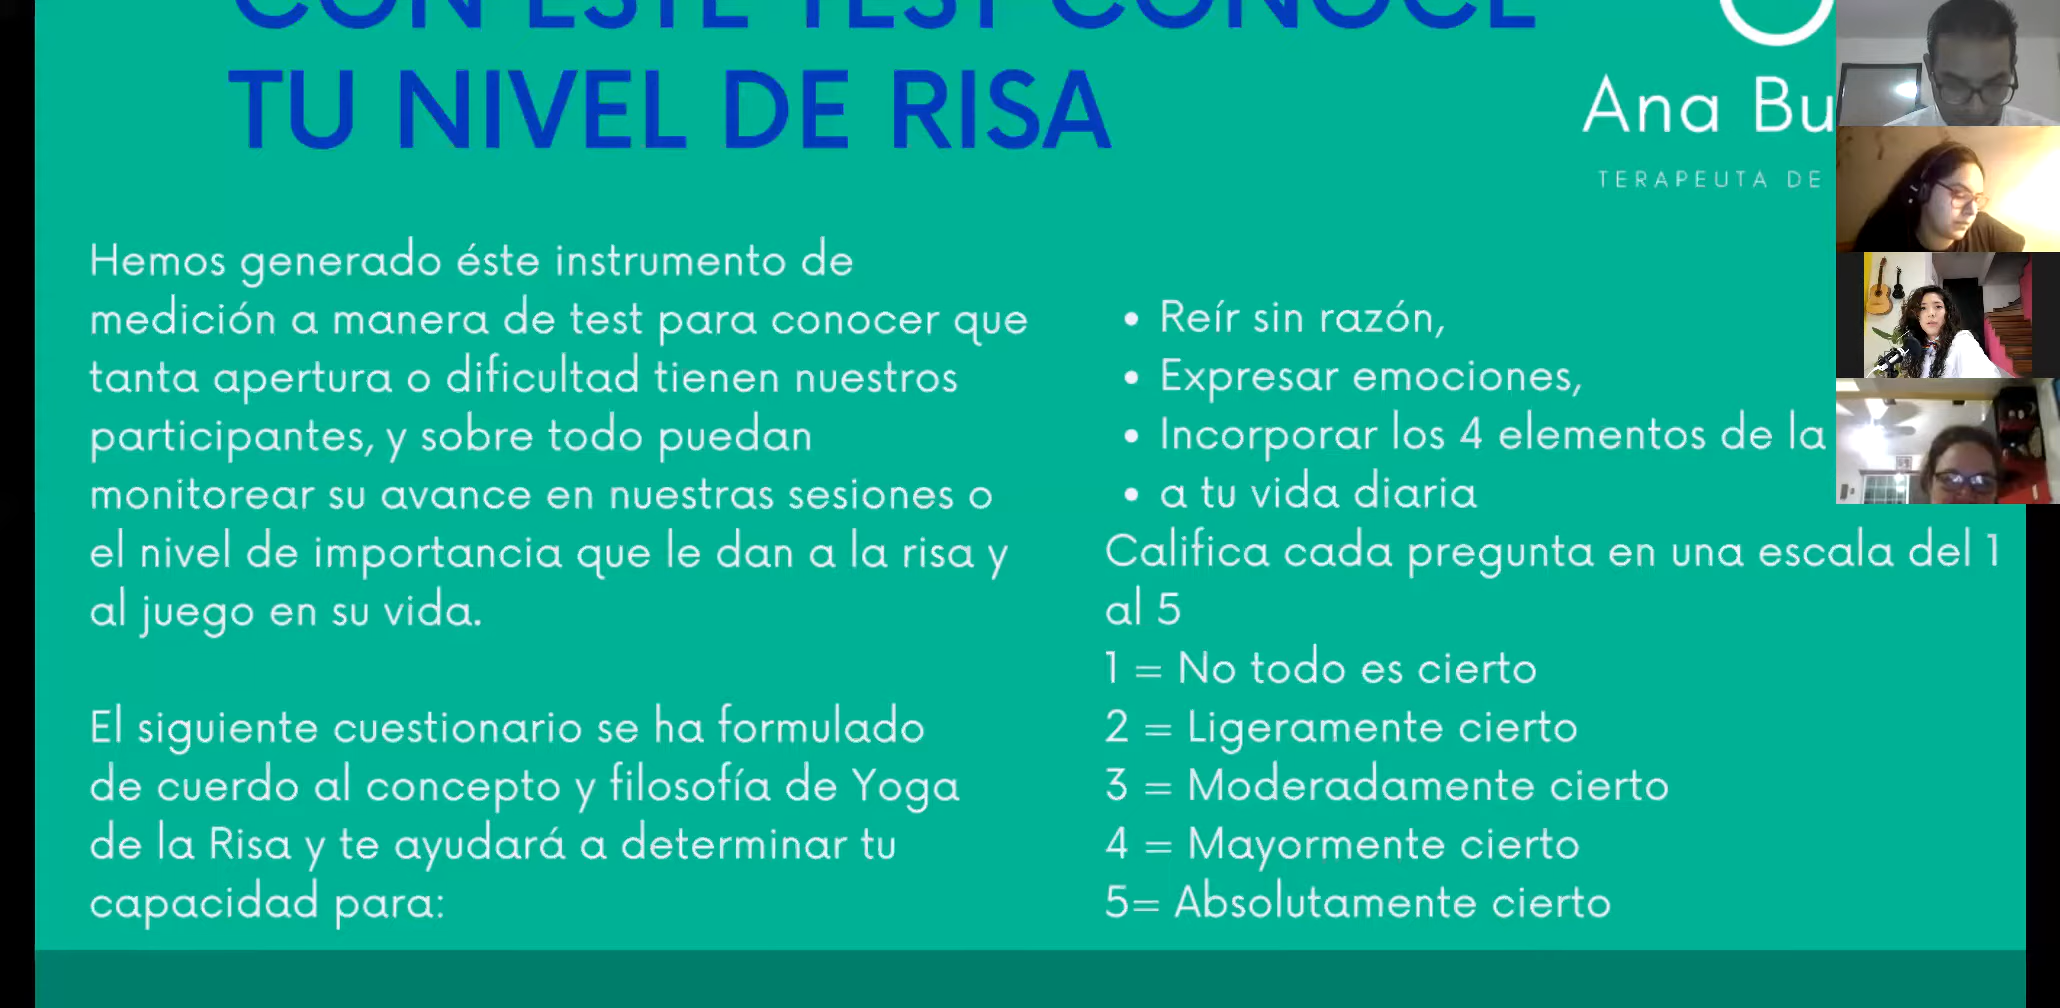 CON ESTE TEST CONOCE
TU NIVEL DE RISA
Ana Bu
TERAPEUTA DE
Hemos generado éste instrumento de
medición a manera de test para conocer que
tanta apertura o dificultad tienen nuestros
participantes, y sobre todo puedan
monitorear su avance en nuestras sesiones o
el nivel de importancia que le dan a la risa y
al juego en su vida.
El siguiente cuestionario se ha formulado
de cuerdo al concepto y filosofía de Yoga
de la Risa y te ayudará a determinar tu
capacidad para:
• Reír sin razón,
• Expresar emociones,
• Incorporar los 4 elementos de la
• a tu vida diaria
Califica cada pregunta en una escala del 1
al 5
1 = No todo es cierto
2 = Ligeramente cierto
3 = Moderadamente cierto
4 = Mayormente cierto
5= Absolutamente cierto